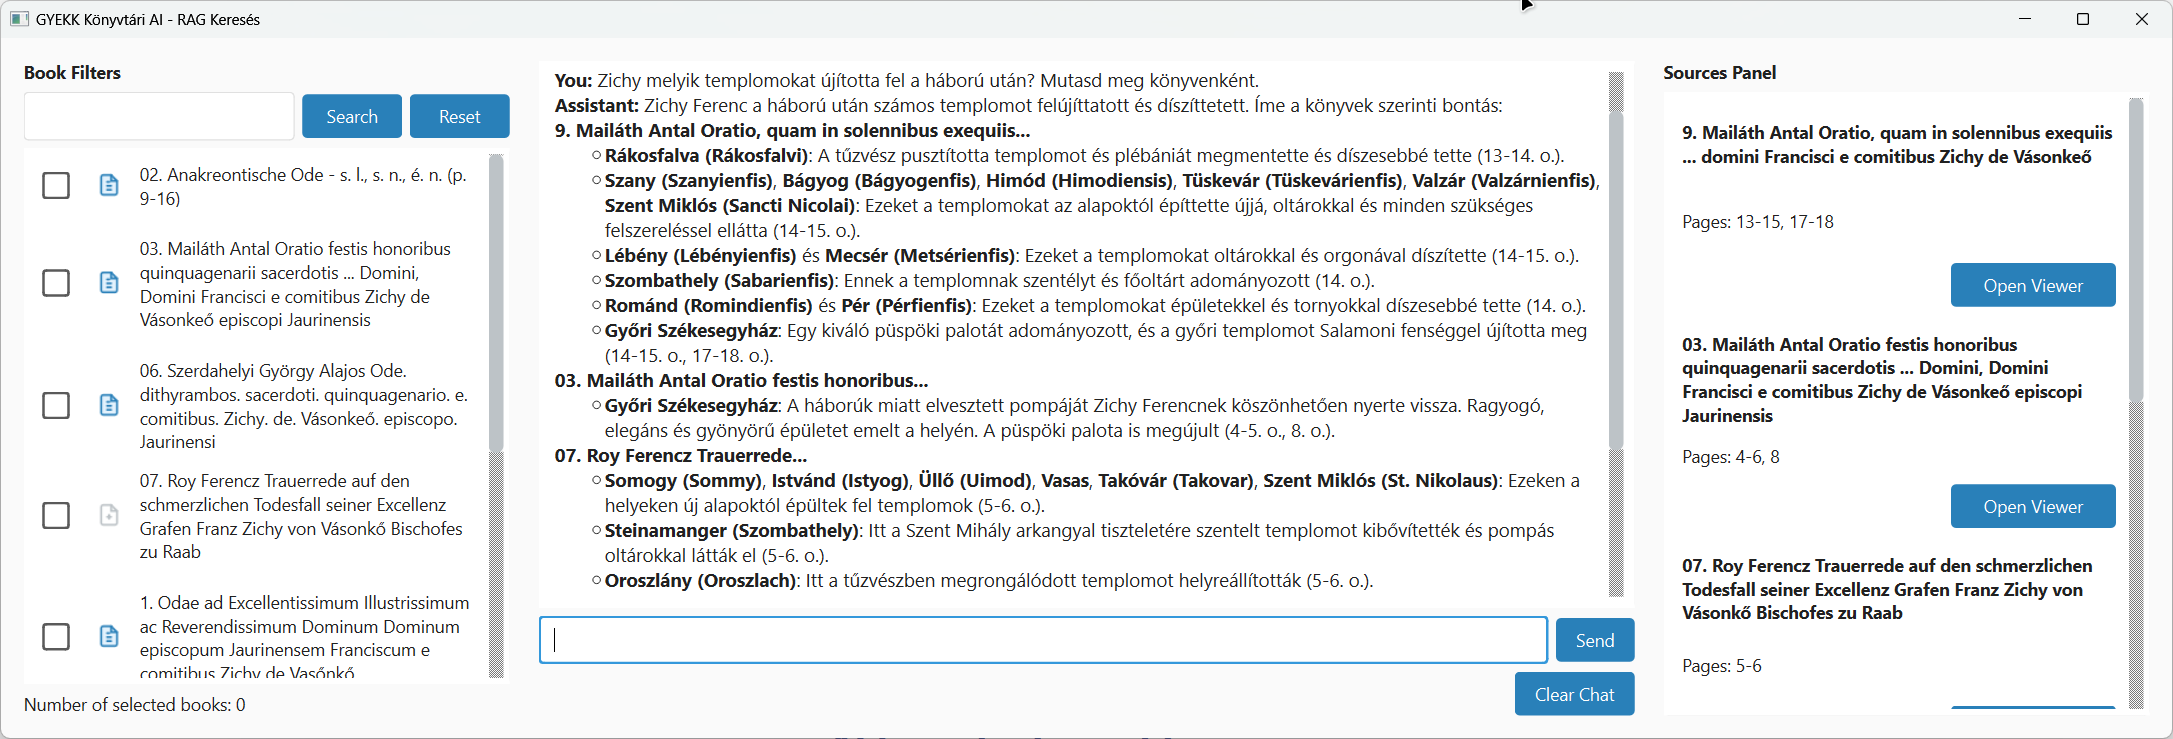 GYEKK Könyvtári AI - RAG Keresés
Book Filters
Search
Reset
02. Anakreontische Ode - s. l., s. n., é. n. (p.
9-16)
03. Mailáth Antal Oratio festis honoribus
quinquagenarii sacerdotis ... Domini,
Domini Francisci e comitibus Zichy de
Vásonkeő episcopi Jaurinensis
06. Szerdahelyi György Alajos Ode.
dithyrambos. sacerdoti. quinquagenario. e.
comitibus. Zichy. de. Vásonkeő. episcopo.
Jaurinensi
07. Roy Ferencz Trauerrede auf den
schmerzlichen Todesfall seiner Excellenz
Grafen Franz Zichy von Vásonkő Bischofes
zu Raab
1. Odae ad Excellentissimum Illustrissimum
ac Reverendissimum Dominum Dominum
episcopum Jaurinensem Franciscum e
comitibus Zichy de Vasőnkő
Number of selected books: 0
You: Zichy melyik templomokat újította fel a háború után? Mutasd meg könyvenként.
Assistant: Zichy Ferenc a háború után számos templomot felújíttatott és díszíttetett. Íme a könyvek szerinti bontás:
9. Mailáth Antal Oratio, quam in solennibus exequiis...
Rákosfalva (Rákosfalvi): A tűzvész pusztította templomot és plébániát megmentette és díszesebbé tette (13-14. o.).
Szany (Szanyienfis), Bágyog (Bágyogenfis), Himód (Himodiensis), Tüskevár (Tüskevárienfis), Valzár (Valzárnienfis),
Szent Miklós (Sancti Nicolai): Ezeket a templomokat az alapoktól építtette újjá, oltárokkal és minden szükséges
felszereléssel ellátta (14-15. o.).
Lébény (Lébényienfis) és Mecsér (Metsérienfis): Ezeket a templomokat oltárokkal és orgonával díszítette (14-15. o.).
Szombathely (Sabarienfis): Ennek a templomnak szentélyt és főoltárt adományozott (14. o.).
Románd (Romindienfis) és Pér (Pérfienfis): Ezeket a templomokat épületekkel és tornyokkal díszesebbé tette (14. o.).
Győri Székesegyház: Egy kiváló püspöki palotát adományozott, és a győri templomot Salamoni fenséggel újította meg
(14-15. o., 17-18. o.).
03. Mailáth Antal Oratio festis honoribus...
Győri Székesegyház: A háborúk miatt elvesztett pompáját Zichy Ferencnek köszönhetően nyerte vissza. Ragyogó,
elegáns és gyönyörű épületet emelt a helyén. A püspöki palota is megújult (4-5. o., 8. o.).
07. Roy Ferencz Trauerrede...
Somogy (Sommy), Istvánd (Istyog), Üllő (Uimod), Vasas, Takóvár (Takovar), Szent Miklós (St. Nikolaus): Ezeken a
helyeken új alapoktól épültek fel templomok (5-6. o.).
Steinamanger (Szombathely): Itt a Szent Mihály arkangyal tiszteletére szentelt templomot kibővítették és pompás
oltárokkal látták el (5-6. o.).
Oroszlány (Oroszlach): Itt a tűzvészben megrongálódott templomot helyreállították (5-6. o.).
Send
Clear Chat
Sources Panel
9. Mailáth Antal Oratio, quam in solennibus exequiis
... domini Francisci e comitibus Zichy de Vásonkeő
Pages: 13-15, 17-18
Open Viewer
03. Mailáth Antal Oratio festis honoribus
quinquagenarii sacerdotis ... Domini, Domini
Francisci e comitibus Zichy de Vásonkeő episcopi
Jaurinensis
Pages: 4-6, 8
Open Viewer
07. Roy Ferencz Trauerrede auf den schmerzlichen
Todesfall seiner Excellenz Grafen Franz Zichy von
Vásonkő Bischofes zu Raab
Pages: 5-6